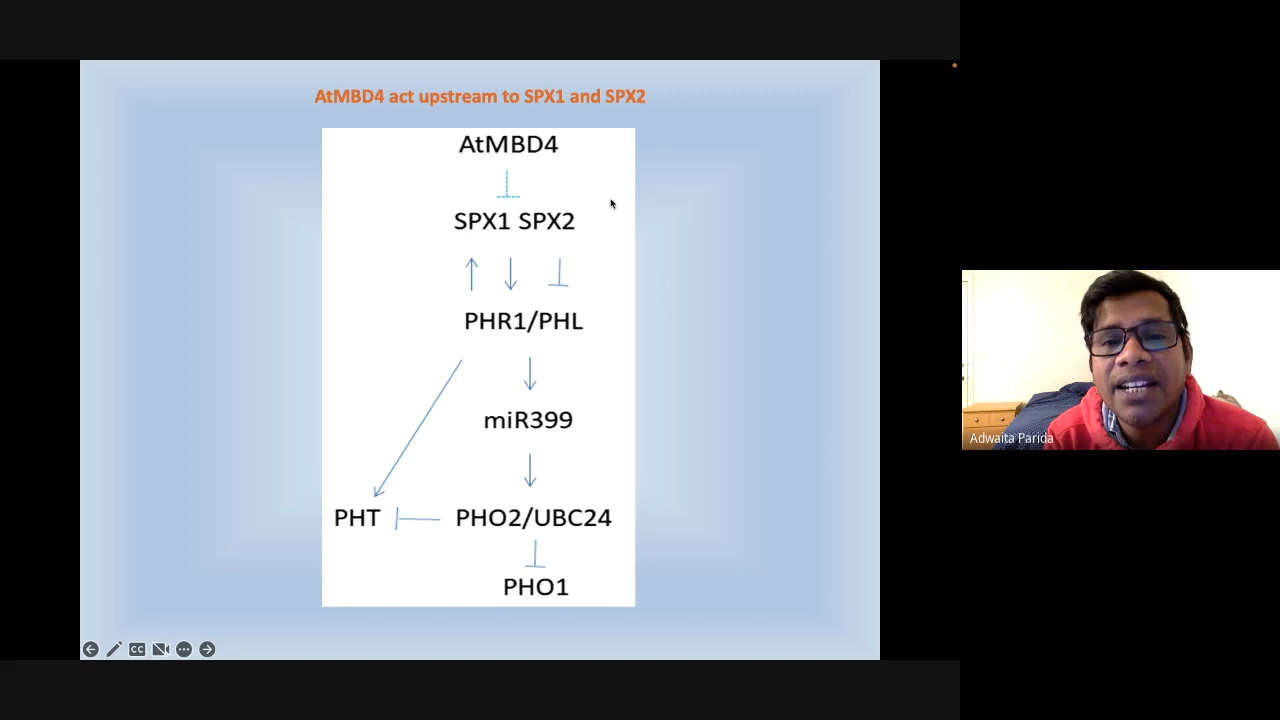 AtMBD4 act upstream to SPX1 and SPX2
AtMBD4
SPX1 SPX2
PHR1/PHL
miR399
PHT
PHO2/UBC24
PHO1
CC
Adwaita Parida